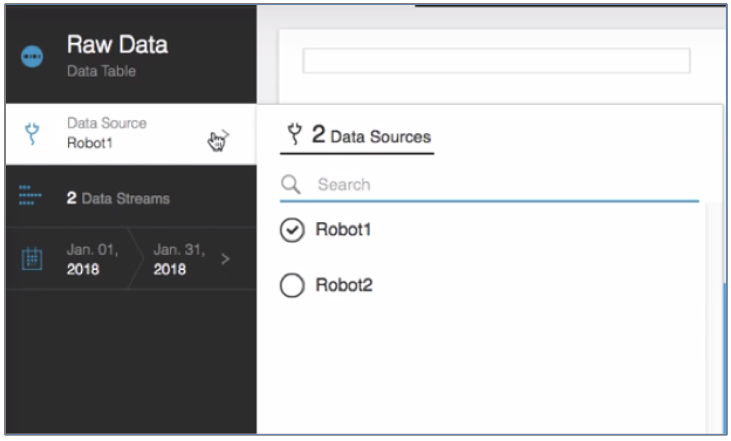 Raw Data
Data Table
Data Source
Robot1
2 Data Streams
Jan. 01, Jan. 31,
2018 2018
2 Data Sources
Search
Robot1
Robot2